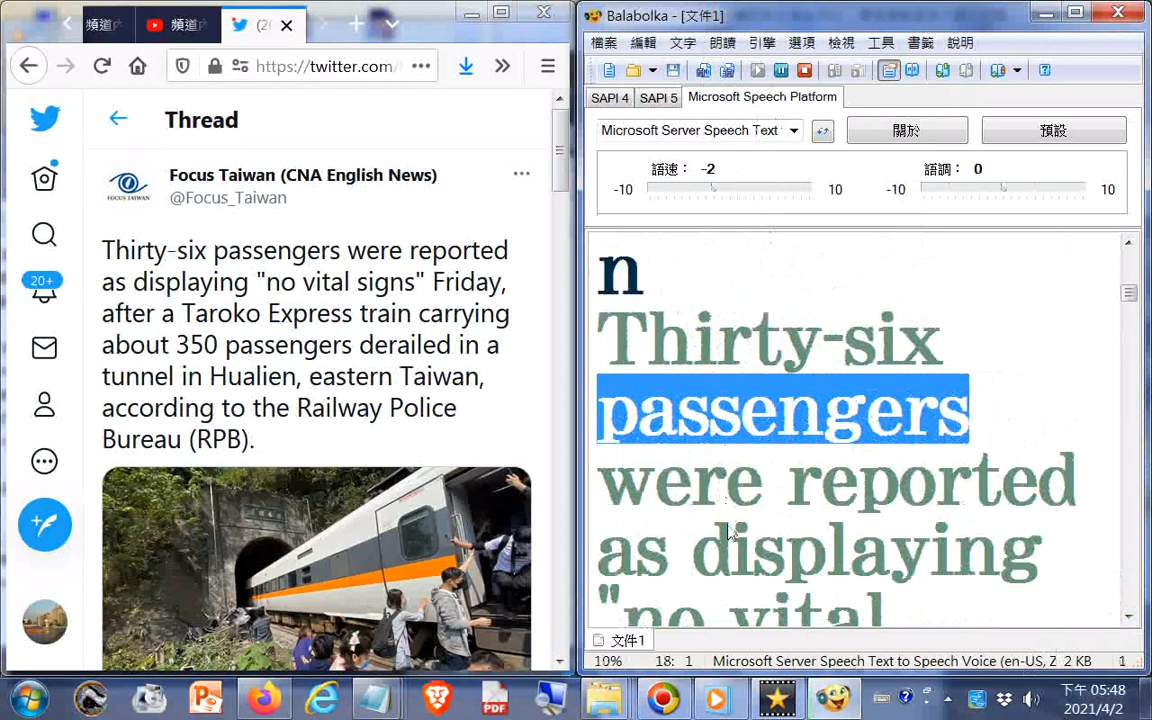 頻道
頻道
(2(
https://twitter.com/
Thread
Focus Taiwan (CNA English News)
@Focus_Taiwan
FOCUS TAIWAN
20+
Thirty-six passengers were reported
as displaying "no vital signs" Friday,
after a Taroko Express train carrying
about 350 passengers derailed in a
tunnel in Hualien, eastern Taiwan,
according to the Railway Police
Bureau (RPB).
Balabolka - [文件1]
檔案 編輯 文字 朗讀 引擎 選項 檢視 工具 書籤 說明
SAPI 4 SAPI 5 Microsoft Speech Platform
Microsoft Server Speech Text
關於 預設
語速： -2 語調： 0
-10 10 -10 10
n
Thirty-six
passengers
were reported
as displaying
"no vital
文件1
10% 18: 1 Microsoft Server Speech Text to Speech Voice (en-US, Z 2 KB 1
PDF
下午 05:48
2021/4/2